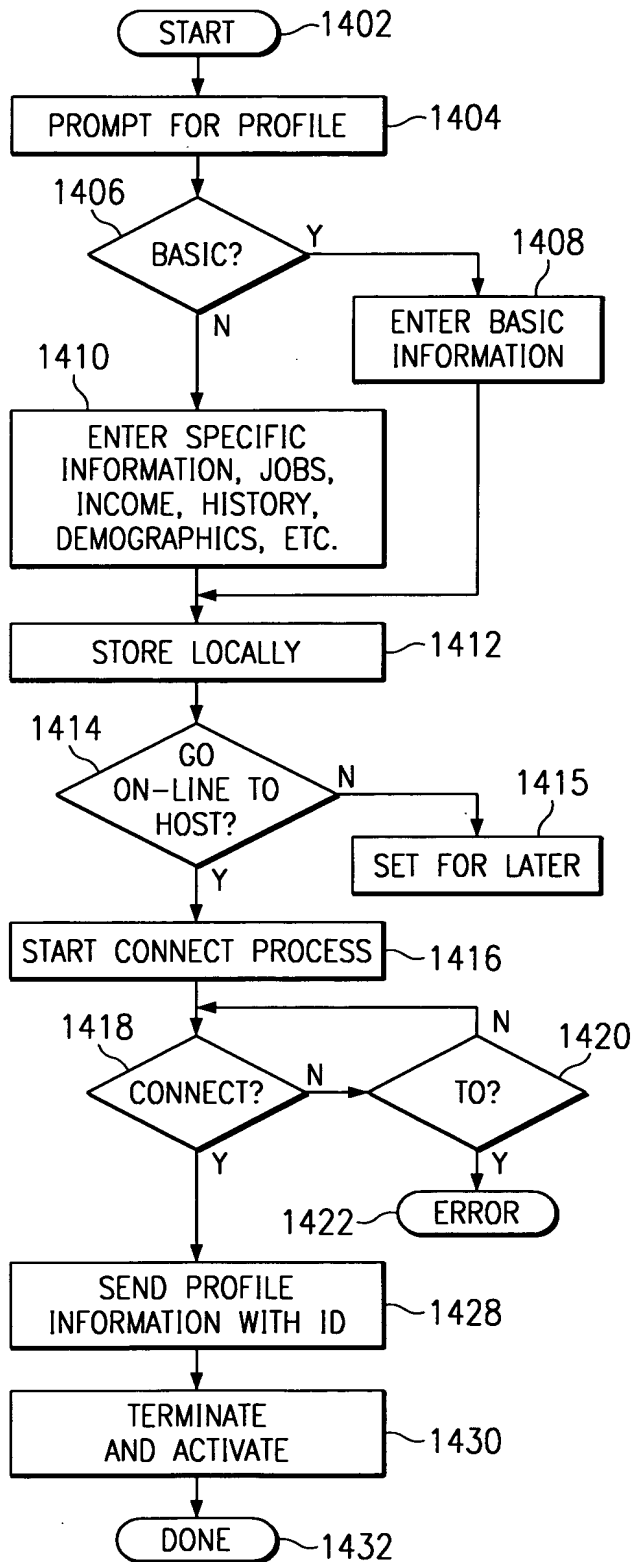 START
1402
PROMPT FOR PROFILE
1404
1406
BASIC?
Y
N
1408
ENTER BASIC
INFORMATION
1410
ENTER SPECIFIC
INFORMATION, JOBS,
INCOME, HISTORY,
DEMOGRAPHICS, ETC.
STORE LOCALLY
1412
1414
GO
ON-LINE TO
HOST?
N
Y
1415
SET FOR LATER
START CONNECT PROCESS
1416
1418
CONNECT?
N
Y
1420
TO?
N
Y
1422
ERROR
SEND PROFILE
INFORMATION WITH ID
1428
TERMINATE
AND ACTIVATE
1430
DONE
1432